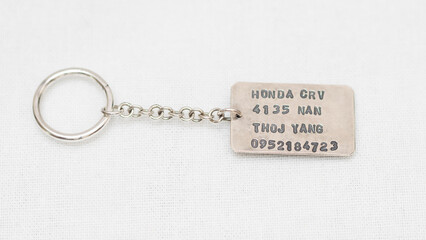 HONDA CRV
4135 NAN
THOJ YANG
0952184723